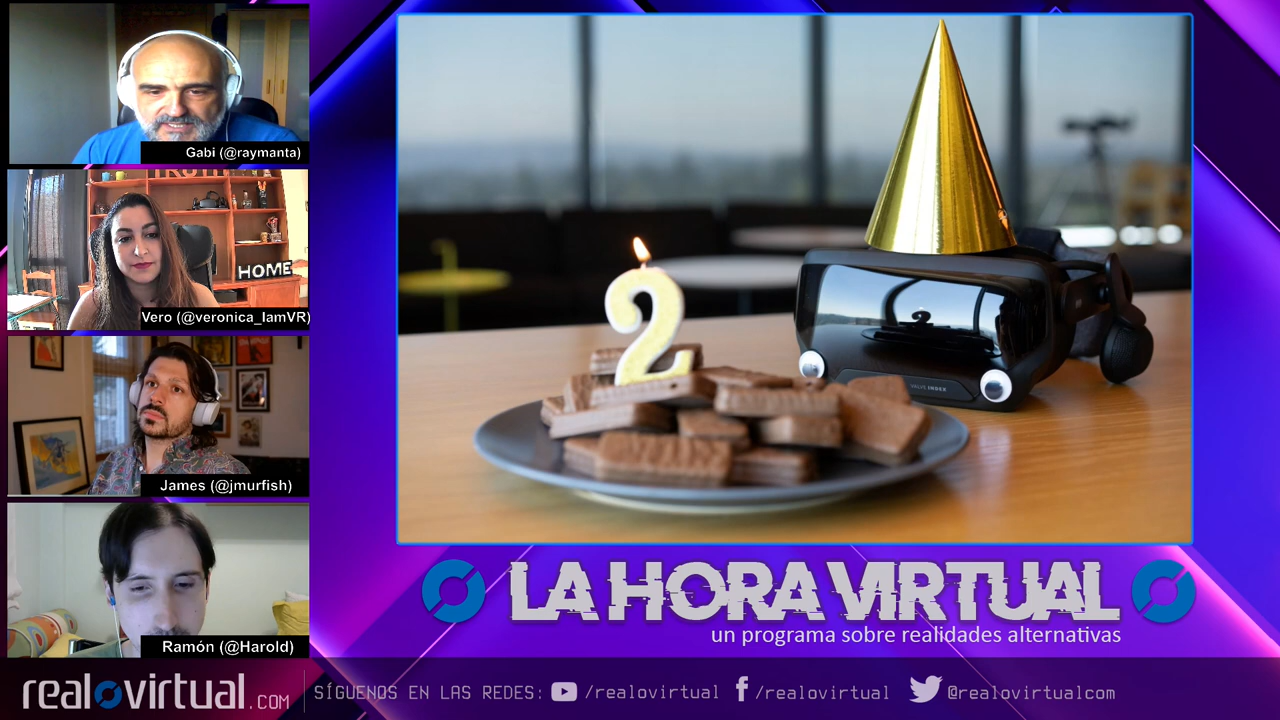 Gabi (@raymanta)
TRUTH
HOME
Vero (@veronica_IamVR)
James (@jmurfish)
Ramón (@Harold)
2
VALVE INDEX
LA HORA VIRTUAL
un programa sobre realidades alternativas
realovirtual.COM
SÍGUENOS EN LAS REDES: /realovirtual /realovirtual @realovirtualcom